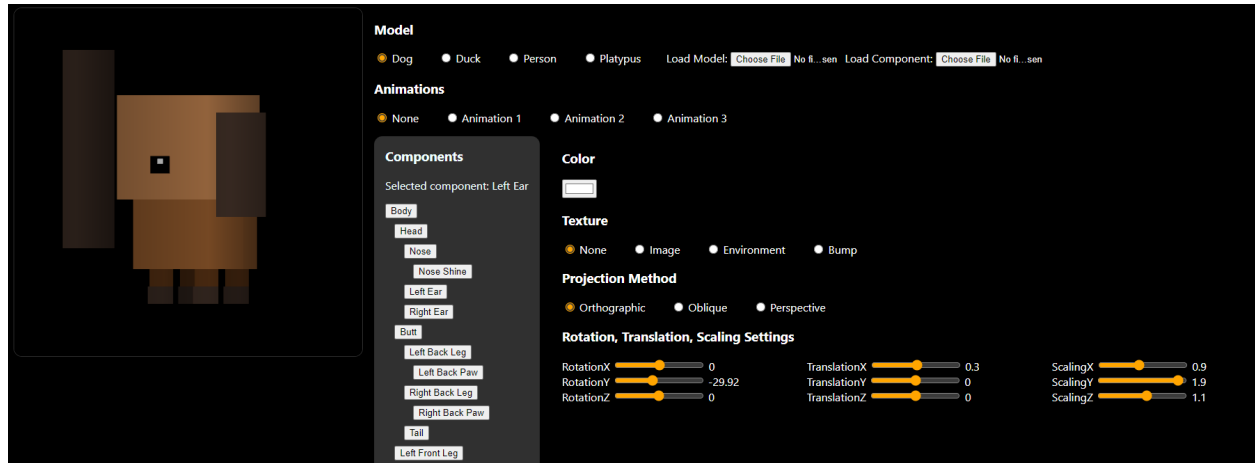 Model
Dog Duck Person Platypus Load Model: Choose File No fi...sen Load Component: Choose File No fi...sen
Animations
None Animation 1 Animation 2 Animation 3
Components
Selected component: Left Ear
Body
Head
Nose
Nose Shine
Left Ear
Right Ear
Butt
Left Back Leg
Left Back Paw
Right Back Leg
Right Back Paw
Tail
Left Front Leg
Color
Texture
None Image Environment Bump
Projection Method
Orthographic Oblique Perspective
Rotation, Translation, Scaling Settings
RotationX 0 TranslationX 0.3 ScalingX 0.9
RotationY -29.92 TranslationY 0 ScalingY 1.9
RotationZ 0 TranslationZ 0 ScalingZ 1.1